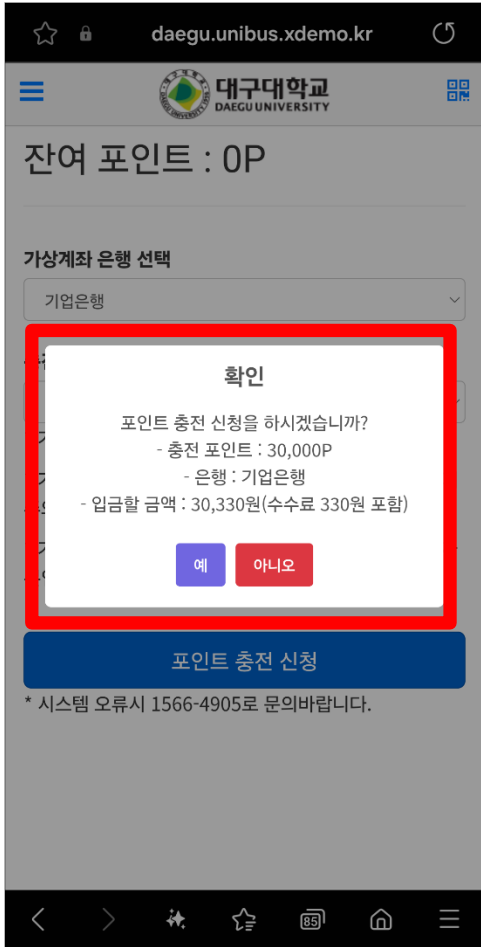 daegu.unibus.xdemo.kr
대구대학교
DAEGU UNIVERSITY
잔여 포인트 : 0P
가상계좌 은행 선택
기업은행
확인
포인트 충전 신청을 하시겠습니까?
- 충전 포인트 : 30,000P
- 은행 : 기업은행
- 입금할 금액 : 30,330원(수수료 330원 포함)
예
아니오
포인트 충전 신청
* 시스템 오류시 1566-4905로 문의바랍니다.
85